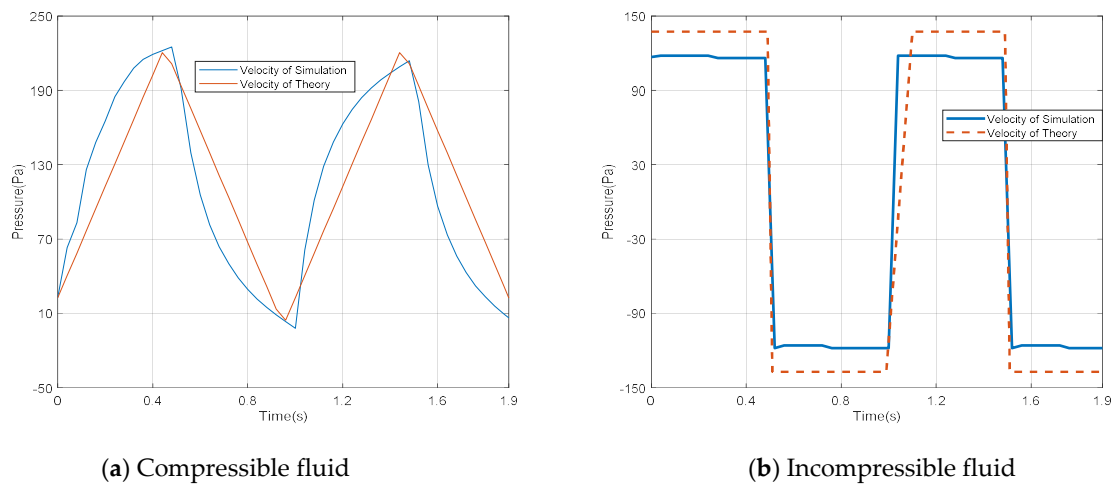 250
190
130
70
10
-50
Pressure(Pa)
Velocity of Simulation
Velocity of Theory
0 0.4 0.8 1.2 1.6 1.9
Time(s)
(a) Compressible fluid
150
90
30
-30
-90
-150
Pressure(Pa)
Velocity of Simulation
Velocity of Theory
0 0.4 0.8 1.2 1.6 1.9
Time(s)
(b) Incompressible fluid